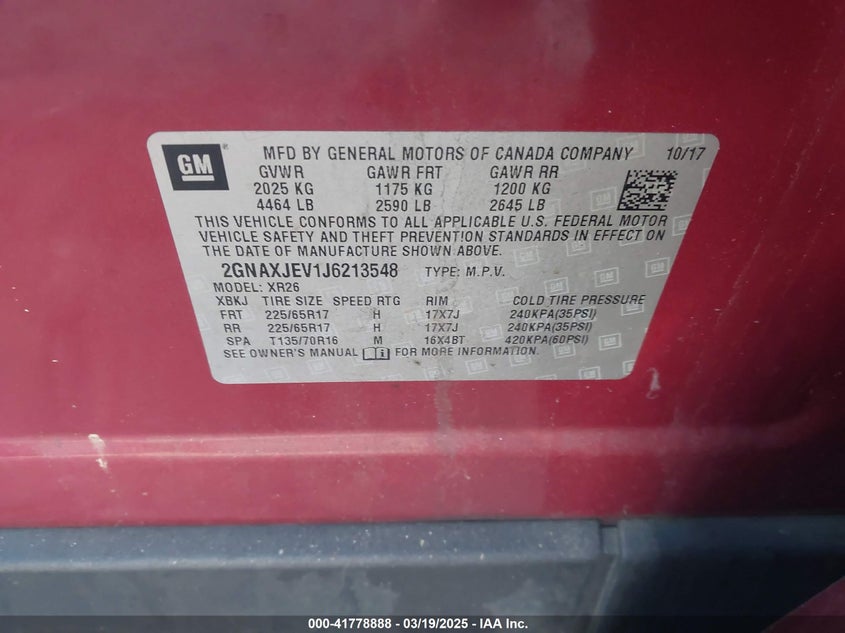 GM MFD BY GENERAL MOTORS OF CANADA COMPANY 10/17
GVWR GAWR FRT GAWR RR
2025 KG 1175 KG 1200 KG
4464 LB 2590 LB 2645 LB
THIS VEHICLE CONFORMS TO ALL APPLICABLE U.S. FEDERAL MOTOR
VEHICLE SAFETY AND THEFT PREVENTION STANDARDS IN EFFECT ON
THE DATE OF MANUFACTURE SHOWN ABOVE.
2GNAXJEV1J6213548 TYPE: M.P.V.
MODEL: XR26
XBKJ TIRE SIZE SPEED RTG RIM COLD TIRE PRESSURE
FRT 225/65R17 H 17X7J 240KPA(35PSI)
RR 225/65R17 H 17X7J 240KPA(35PSI)
SPA T135/70R16 M 16X4BT 420KPA(60PSI)
SEE OWNER'S MANUAL FOR MORE INFORMATION.
000-41778888 - 03/19/2025 - IAA Inc.